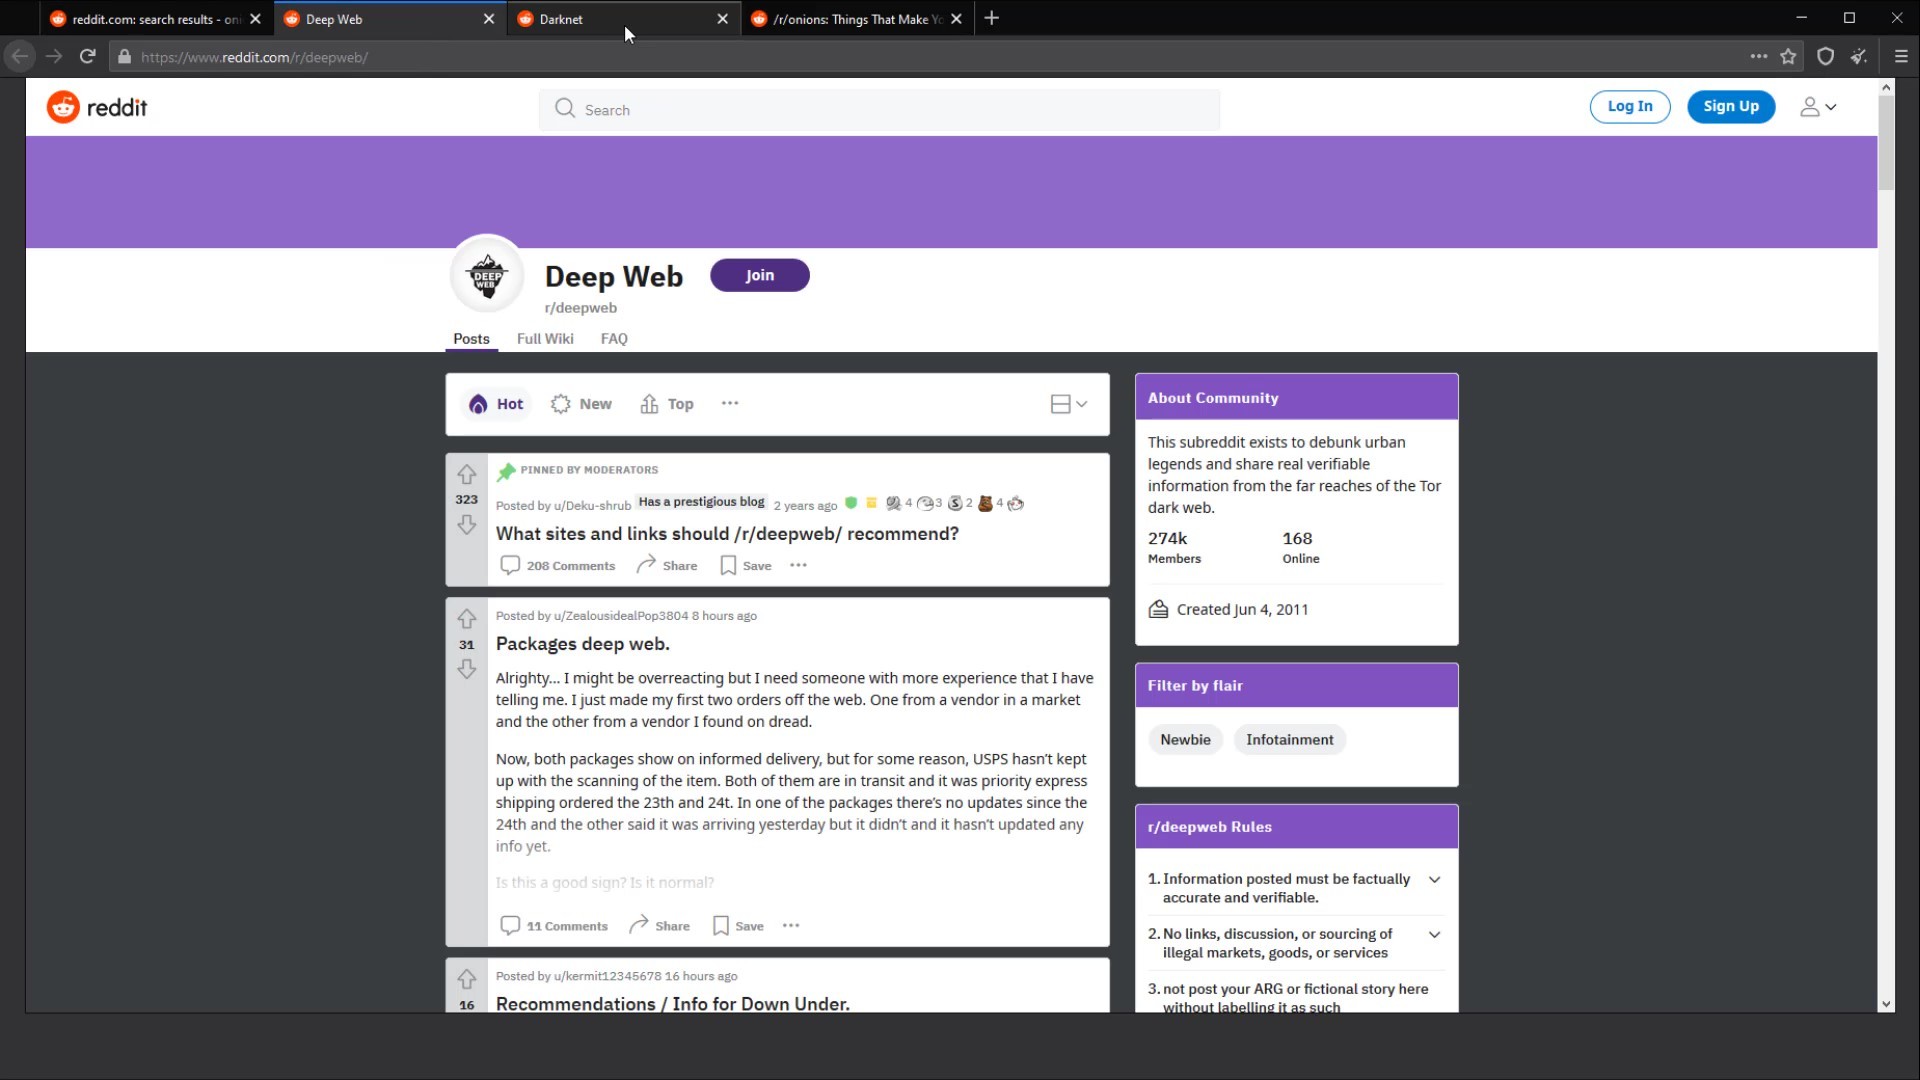 reddit.com: search results - oni
Deep Web
Darknet
/r/onions: Things That Make Yo
https://www.reddit.com/r/deepweb/
reddit
Search
Log In
Sign Up
DEEP
WEB
Deep Web
Join
r/deepweb
Posts
Full Wiki
FAQ
Hot
New
Top
PINNED BY MODERATORS
323
Posted by u/Deku-shrub Has a prestigious blog 2 years ago 4 3 S 2 4
What sites and links should /r/deepweb/ recommend?
208 Comments
Share
Save
Posted by u/ZealousidealPop3804 8 hours ago
31
Packages deep web.
Alrighty... I might be overreacting but I need someone with more experience that I have
telling me. I just made my first two orders off the web. One from a vendor in a market
and the other from a vendor I found on dread.
Now, both packages show on informed delivery, but for some reason, USPS hasn't kept
up with the scanning of the item. Both of them are in transit and it was priority express
shipping ordered the 23th and 24t. In one of the packages there's no updates since the
24th and the other said it was arriving yesterday but it didn't and it hasn't updated any
info yet.
Is this a good sign? Is it normal?
11 Comments
Share
Save
Posted by u/kermit12345678 16 hours ago
16
Recommendations / Info for Down Under.
About Community
This subreddit exists to debunk urban
legends and share real verifiable
information from the far reaches of the Tor
dark web.
274k
168
Members
Online
Created Jun 4, 2011
Filter by flair
Newbie
Infotainment
r/deepweb Rules
1. Information posted must be factually
accurate and verifiable.
2. No links, discussion, or sourcing of
illegal markets, goods, or services
3. not post your ARG or fictional story here
without labelling it as such